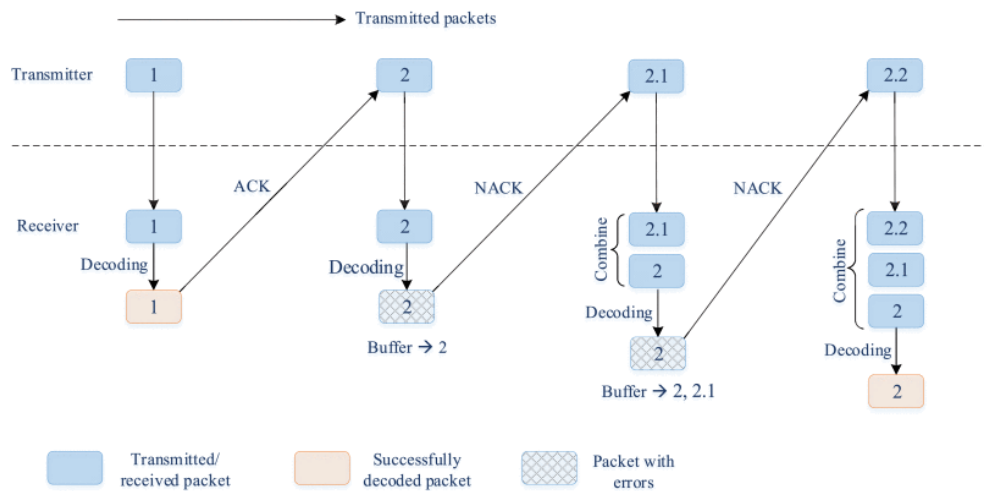 Transmitted packets
Transmitter
1
2
2.1
2.2
ACK
NACK
NACK
Receiver
1
2
2.1
2
Combine
2.2
2.1
2
Combine
Decoding
Decoding
Decoding
Decoding
1
2
2
2
Buffer → 2
Buffer → 2, 2.1
Transmitted/
received packet
Successfully
decoded packet
Packet with
errors